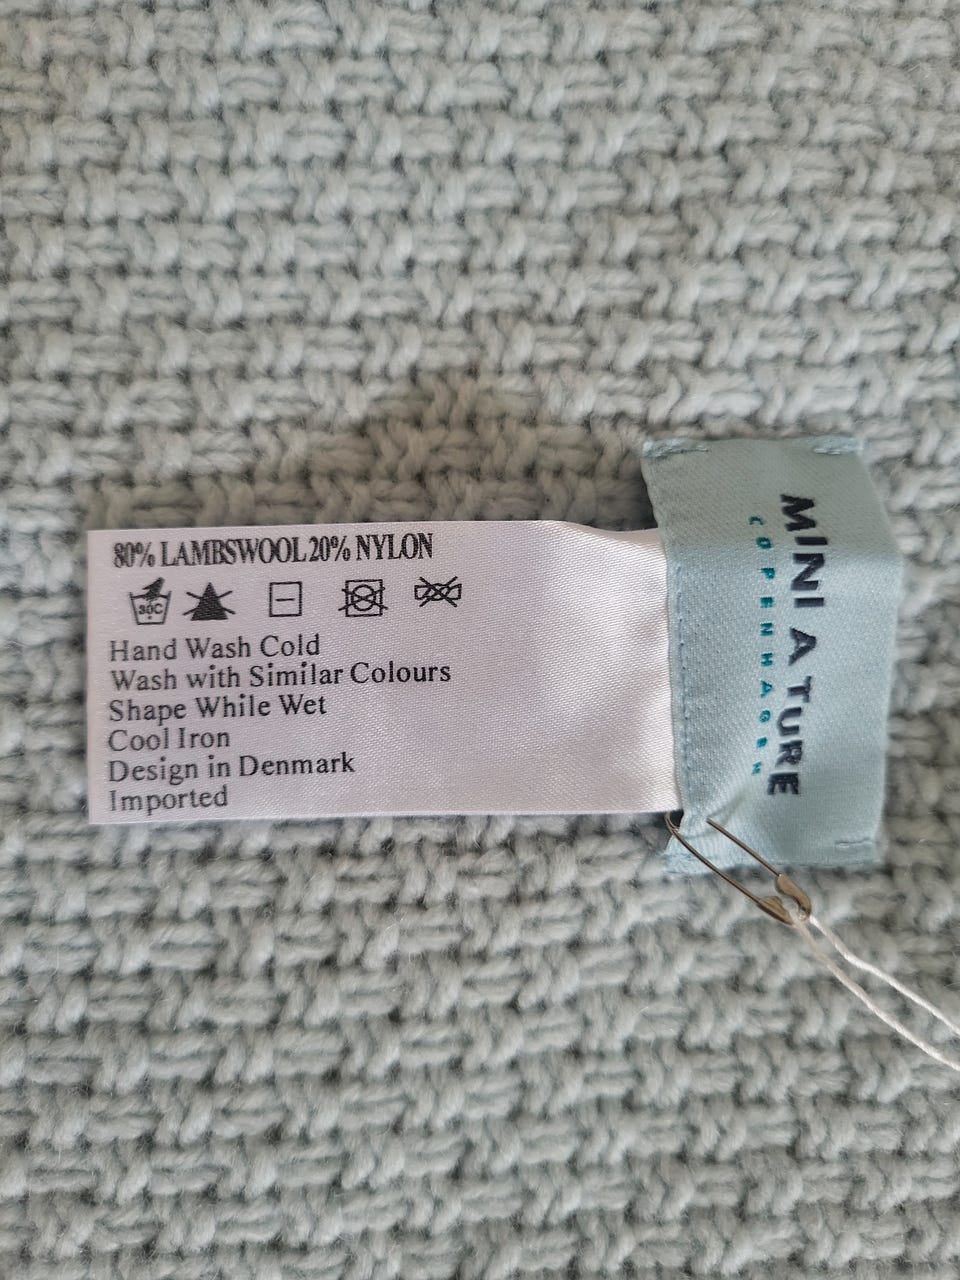 80% LAMBSWOOL 20% NYLON
30C
Hand Wash Cold
Wash with Similar Colours
Shape While Wet
Cool Iron
Design in Denmark
Imported
MINI A TURE
COPENHAGEN